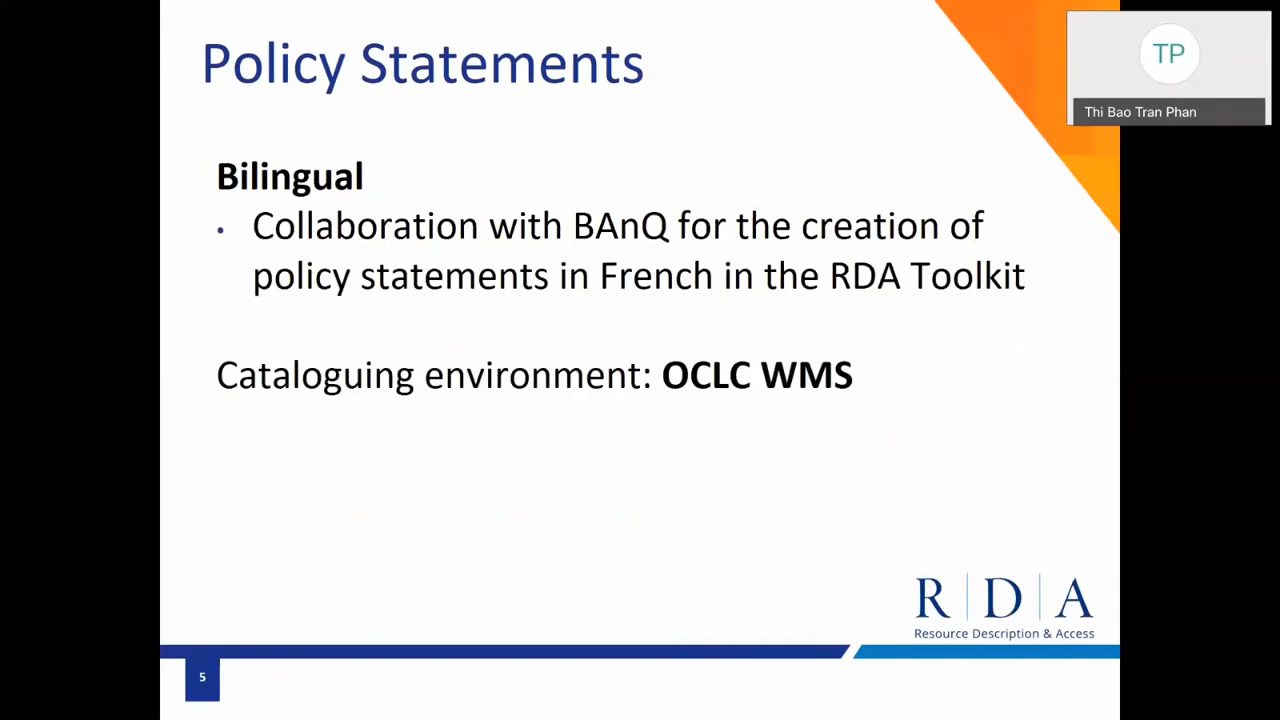 Policy Statements
TP
Thi Bao Tran Phan
Bilingual
• Collaboration with BAnQ for the creation of
policy statements in French in the RDA Toolkit
Cataloguing environment: OCLC WMS
R|D|A
Resource Description & Access
5